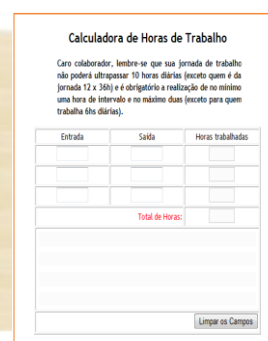 Calculadora de Horas de Trabalho
Caro colaborador, lembre-se que sua jornada de trabalho
não poderá ultrapassar 10 horas diárias (exceto quem é da
jornada 12 x 36h) e é obrigatório a realização de no mínimo
uma hora de intervalo e no máximo duas (exceto para quem
trabalha 6hs diárias).
Entrada Saída Horas trabalhadas
Total de Horas:
Limpar os Campos